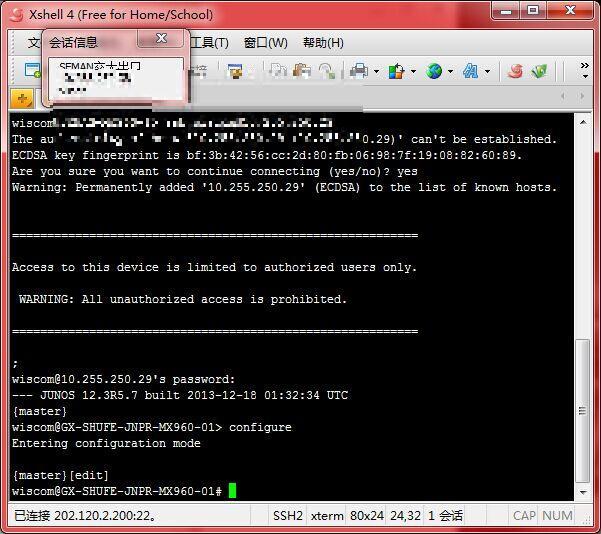 Xshell 4 (Free for Home/School)
会话信息
工具(T) 窗口(W) 帮助(H)
SFMAN交大出口
wiscom
The au 0.29)' can't be established.
ECDSA key fingerprint is bf:3b:42:56:cc:2d:80:fb:06:98:7f:19:08:82:60:89.
Are you sure you want to continue connecting (yes/no)? yes
Warning: Permanently added '10.255.250.29' (ECDSA) to the list of known hosts.
==========================================================
Access to this device is limited to authorized users only.
WARNING: All unauthorized access is prohibited.
==========================================================
;
wiscom@10.255.250.29's password:
--- JUNOS 12.3R5.7 built 2013-12-18 01:32:34 UTC
{master}
wiscom@GX-SHUFE-JNPR-MX960-01> configure
Entering configuration mode
{master}[edit]
wiscom@GX-SHUFE-JNPR-MX960-01#
已连接 202.120.2.200:22。 SSH2 xterm 80x24 24,32 1 会话 CAP NUM